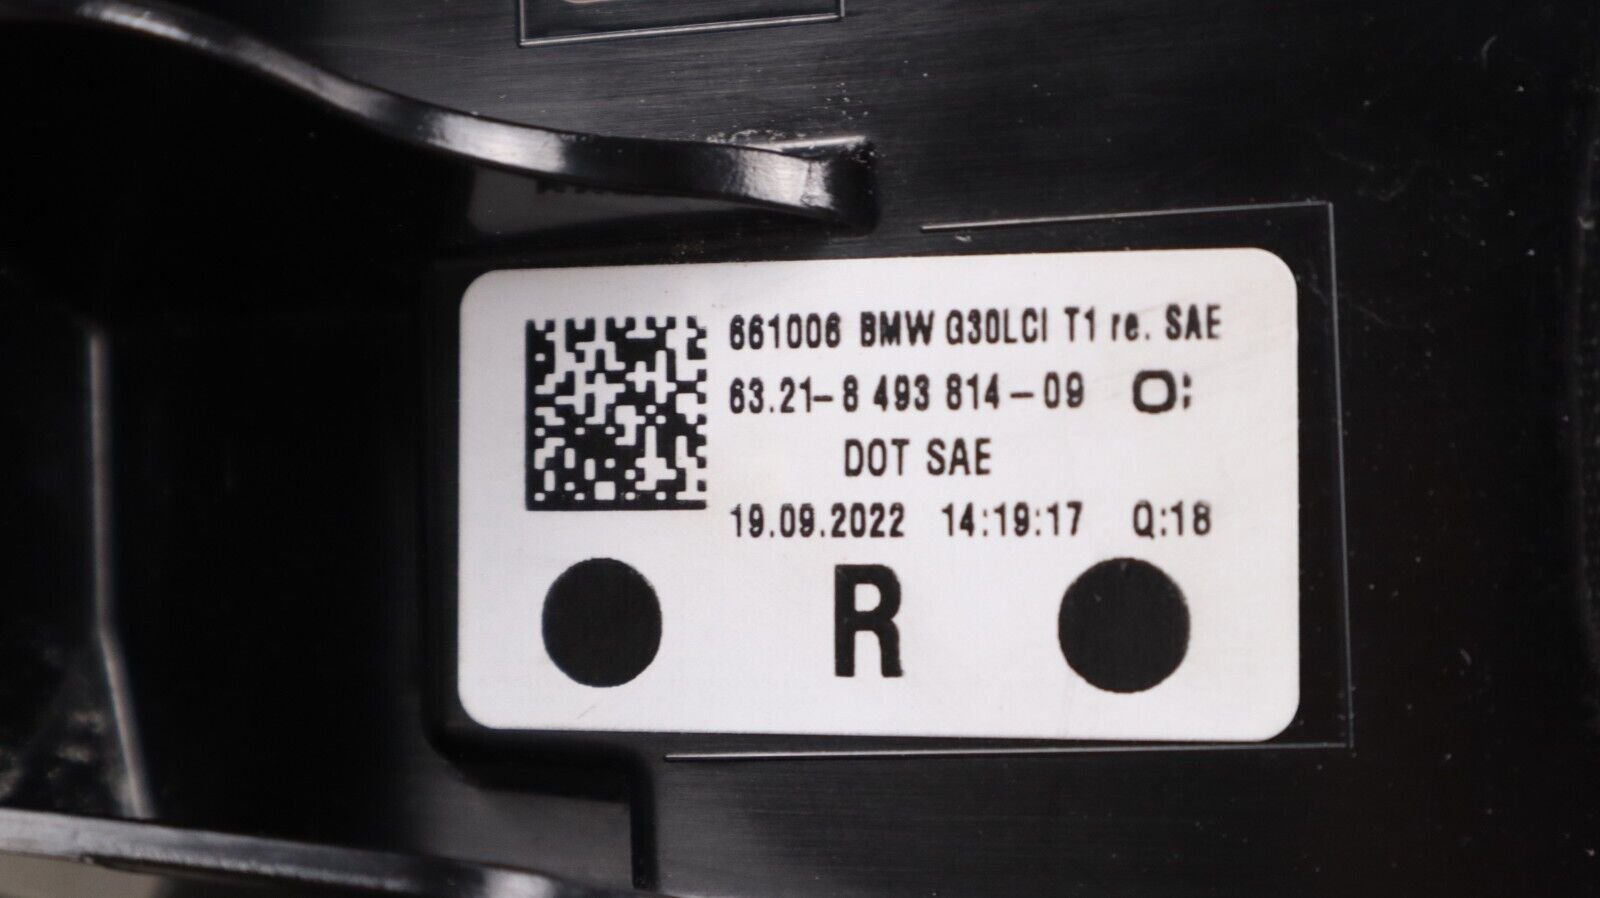 661006 BMW G30LCI T1 re. SAE
63.21-8 493 814-09
DOT SAE
19.09.2022 14:19:17 Q:18
R